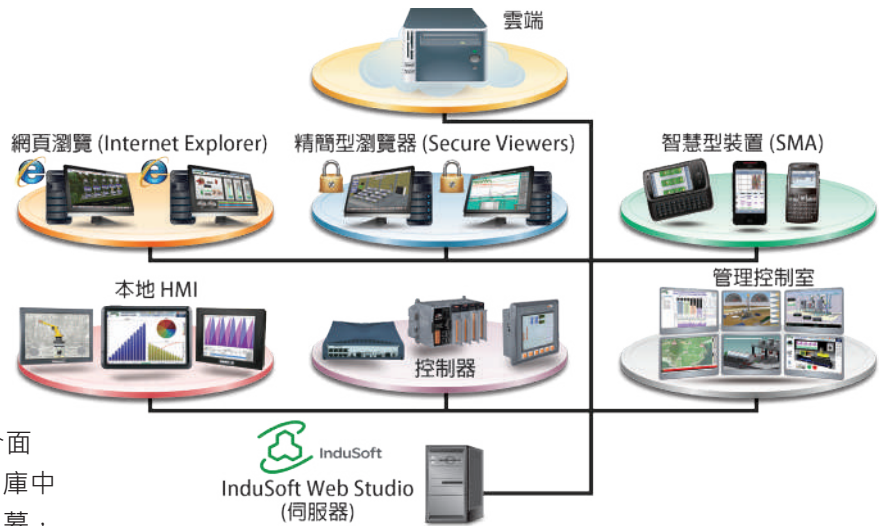 雲端
網頁瀏覽 (Internet Explorer)
精簡型瀏覽器 (Secure Viewers)
智慧型裝置 (SMA)
本地 HMI
控制器
管理控制室
面
庫中
幕，
InduSoft
InduSoft Web Studio
(伺服器)